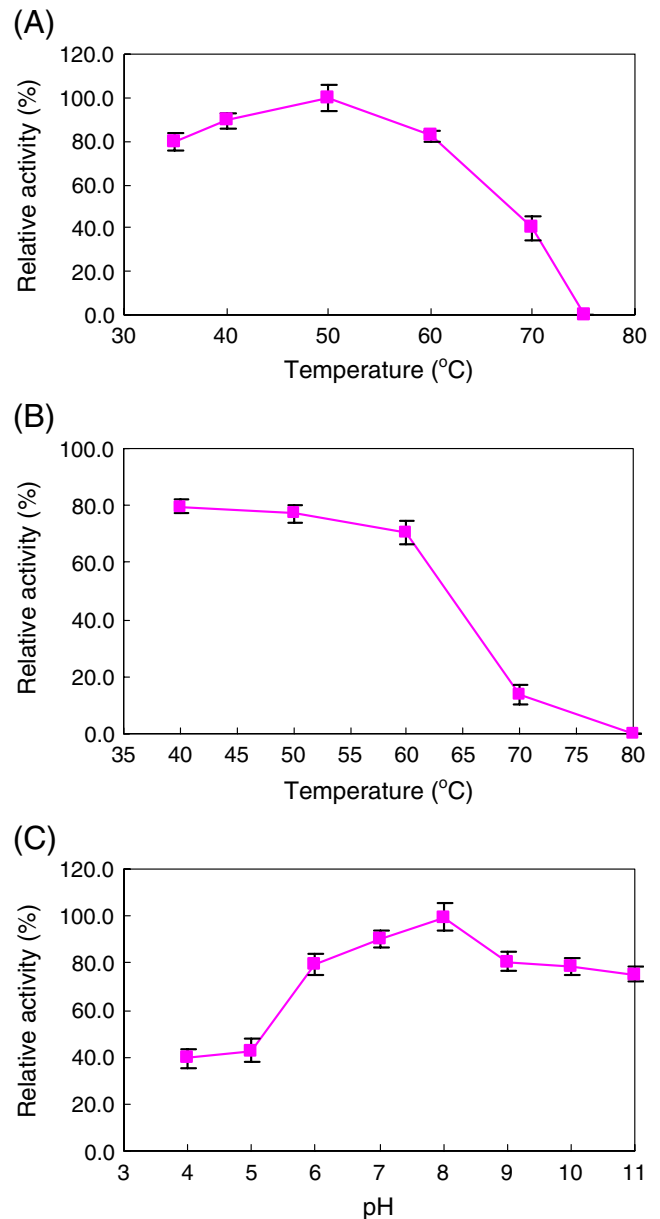 (A)
Relative activity (%)
120.0
100.0
80.0
60.0
40.0
20.0
0.0
30 40 50 60 70 80
Temperature (°C)
(B)
Relative activity (%)
100.0
80.0
60.0
40.0
20.0
0.0
35 40 45 50 55 60 65 70 75 80
Temperature (°C)
(C)
Relative activity (%)
120.0
100.0
80.0
60.0
40.0
20.0
0.0
3 4 5 6 7 8 9 10 11
pH